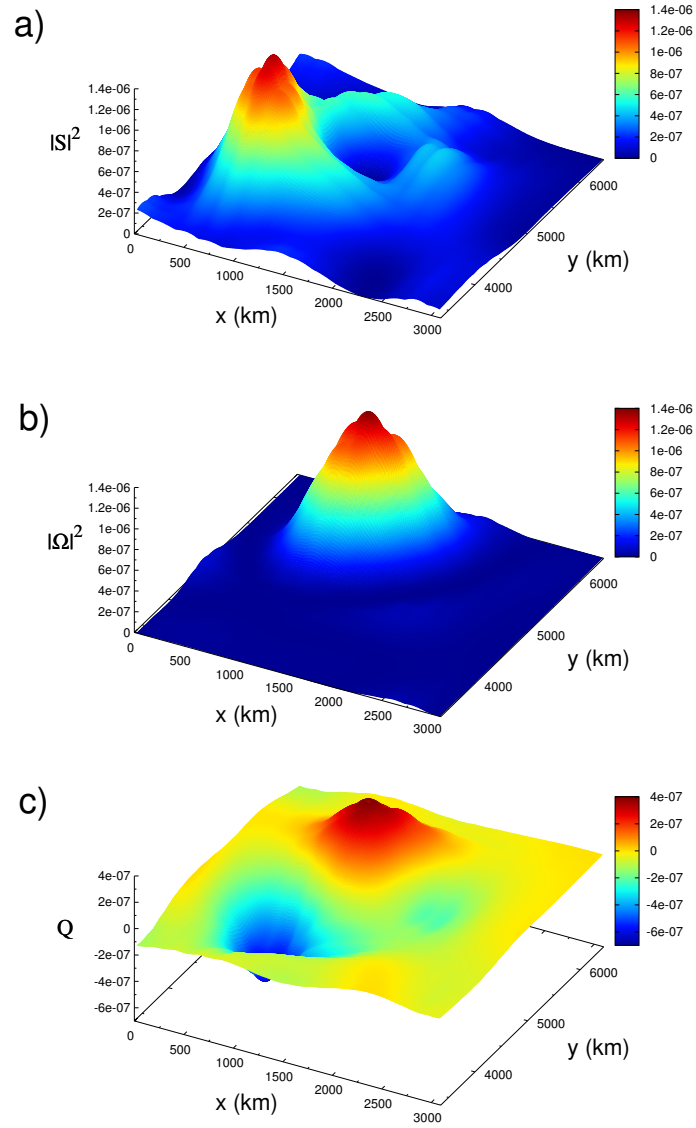 a)
1.4e-06
1.2e-06
1e-06
8e-07
6e-07
4e-07
2e-07
0
1.4e-06
1.2e-06
1e-06
8e-07
6e-07
4e-07
2e-07
0
|S|²
0
500
1000
1500
2000
2500
3000
x (km)
4000
5000
6000
y (km)
b)
1.4e-06
1.2e-06
1e-06
8e-07
6e-07
4e-07
2e-07
0
1.4e-06
1.2e-06
1e-06
8e-07
6e-07
4e-07
2e-07
0
|Ω|²
0
500
1000
1500
2000
2500
3000
x (km)
4000
5000
6000
y (km)
c)
4e-07
2e-07
0
-2e-07
-4e-07
-6e-07
4e-07
2e-07
0
-2e-07
-4e-07
-6e-07
Q
0
500
1000
1500
2000
2500
3000
x (km)
4000
5000
6000
y (km)